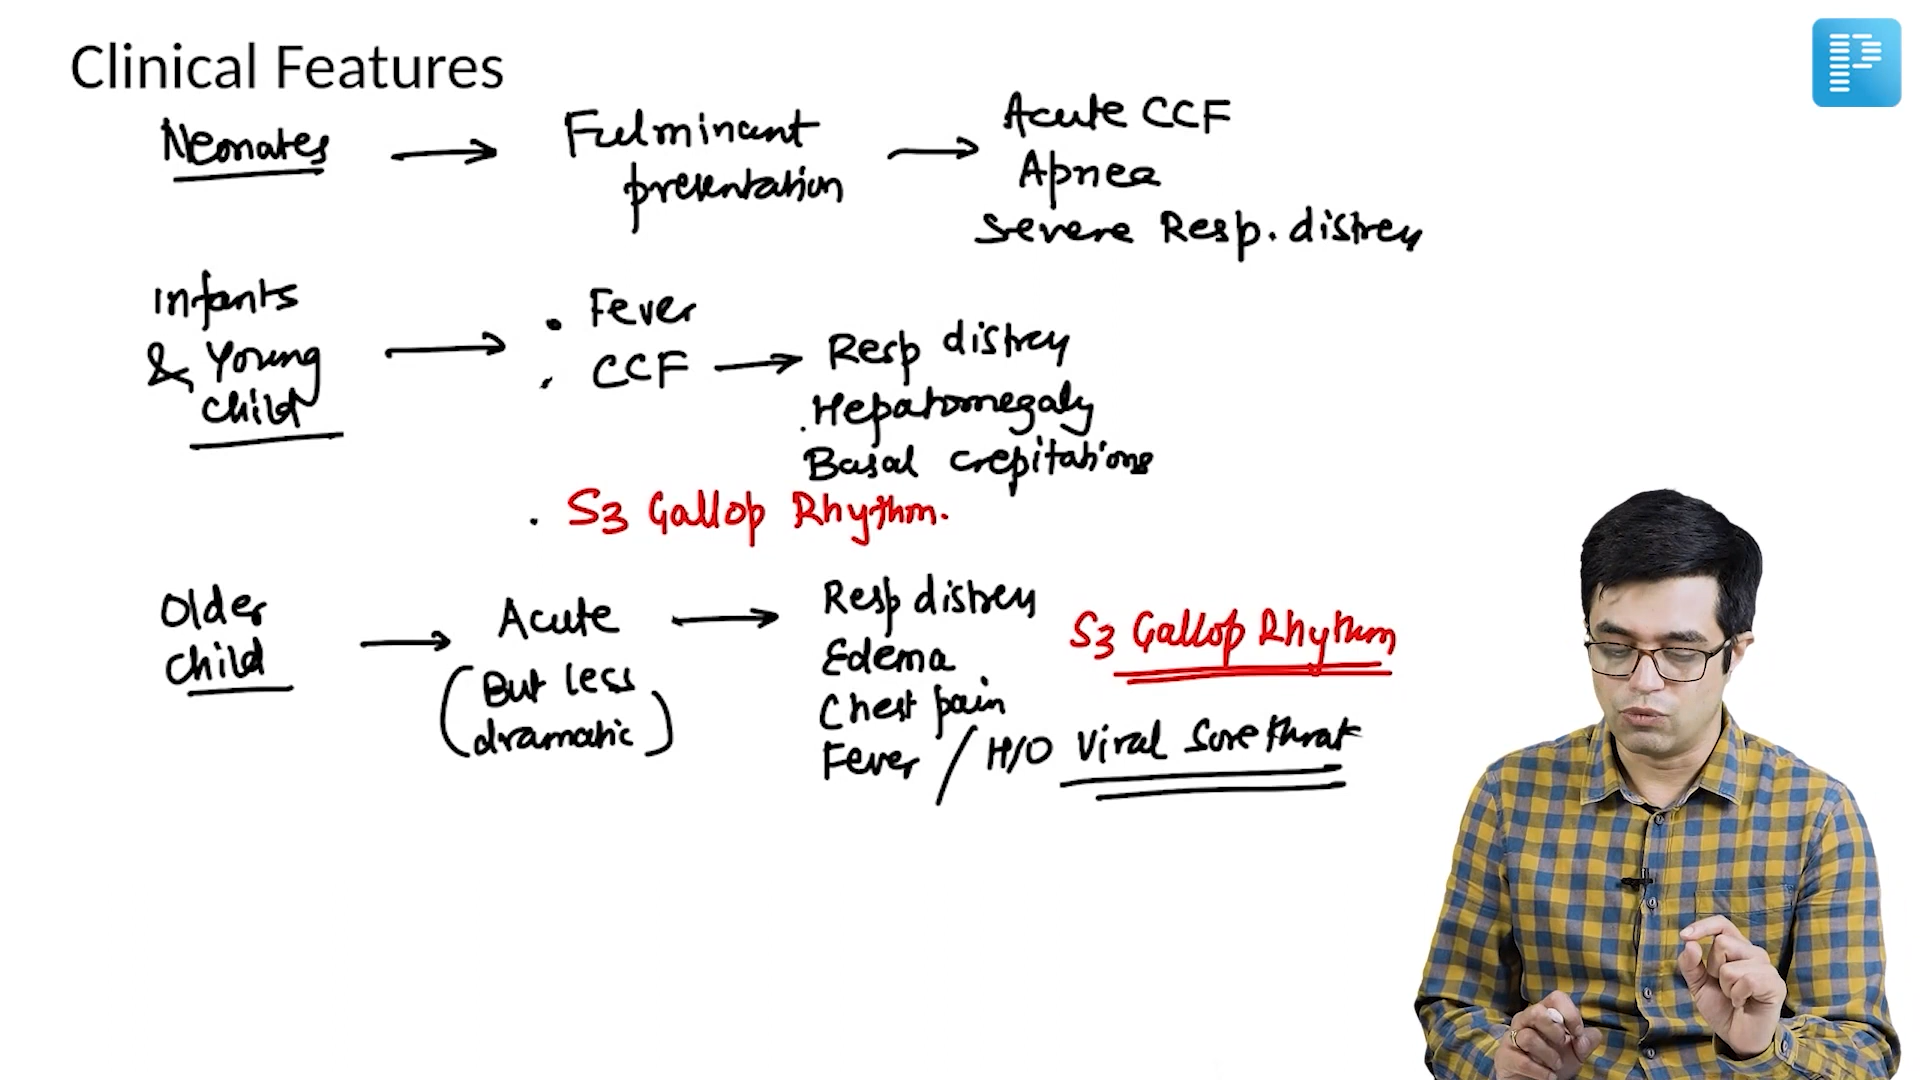 Clinical Features
Neonates → Fulminant presentation → Acute CCF
Apnea
Severe Resp. distress
Infants & Young child → • Fever
• CCF → Resp distress
. Hepatomegaly
Basal crepitations
. S3 Gallop Rhythm.
Older child → Acute (But less dramatic) → Resp distress
Edema
Chest pain
Fever / H/O Viral Sore throat
S3 Gallop Rhythm